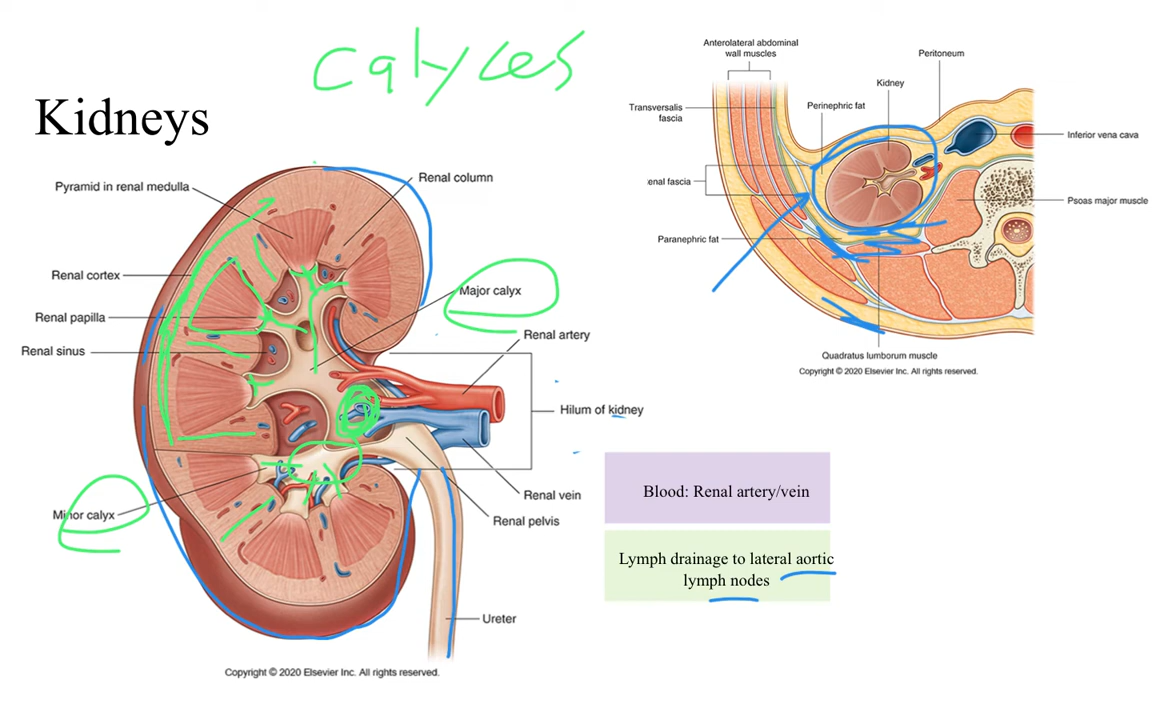 calyces
Kidneys
Pyramid in renal medulla
Renal column
Renal cortex
Major calyx
Renal papilla
Renal artery
Renal sinus
Hilum of kidney
Renal vein
Minor calyx
Renal pelvis
Ureter
Copyright © 2020 Elsevier Inc. All rights reserved.
Anterolateral abdominal
wall muscles
Peritoneum
Kidney
Transversalis
fascia
Perinephric fat
Inferior vena cava
enal fascia
Psoas major muscle
Paranephric fat
Quadratus lumborum muscle
Copyright © 2020 Elsevier Inc. All rights reserved.
Blood: Renal artery/vein
Lymph drainage to lateral aortic
lymph nodes